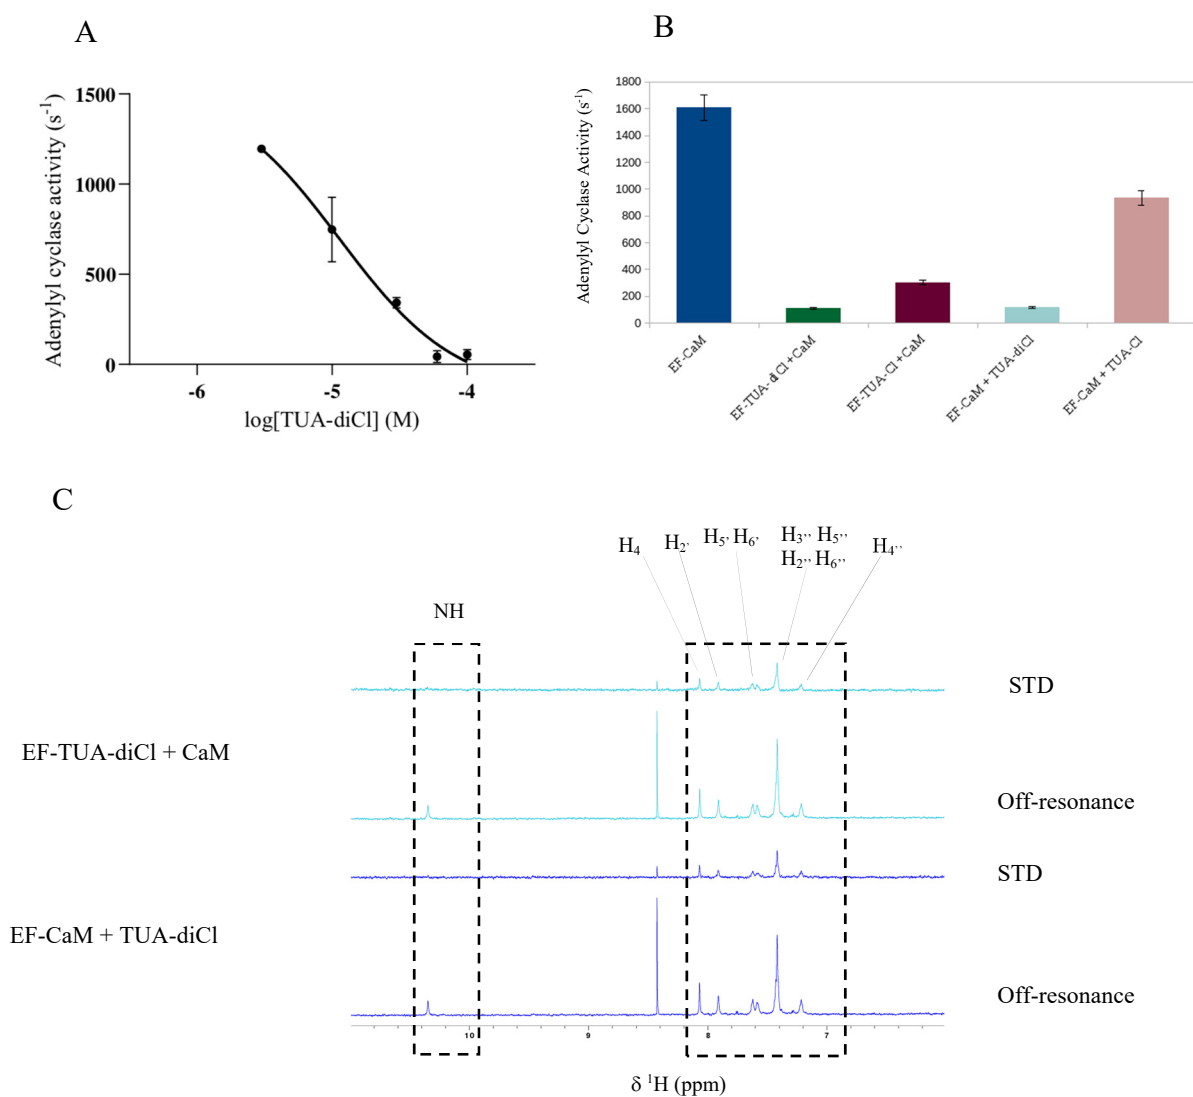 A
B
Adenylyl cyclase activity (s⁻¹)
1500
1000
500
0
-6
-5
-4
log[TUA-diCl] (M)
Adenylyl Cyclase Activity (s⁻¹)
1800
1600
1400
1200
1000
800
600
400
200
0
EF-CaM
EF-TUA-diCl+CaM
EF-TUA-Cl+CaM
EF-CaM + TUA-diCl
EF-CaM + TUA-Cl
C
H₄
H₂’
H₅’ H₆’
H₃’’ H₅’’
H₂’’ H₆’’
H₄’’
NH
STD
EF-TUA-diCl + CaM
Off-resonance
STD
EF-CaM + TUA-diCl
Off-resonance
10
9
8
7
δ ¹H (ppm)